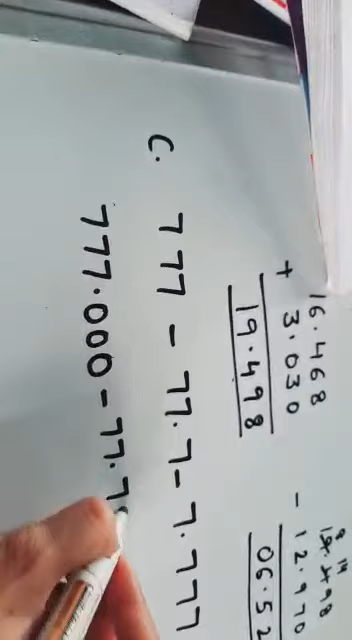 16.468
+ 3.030
19.498
- 12.970
06.52
C. 777 - 77.7 - 7.777
777.000 - 77.7